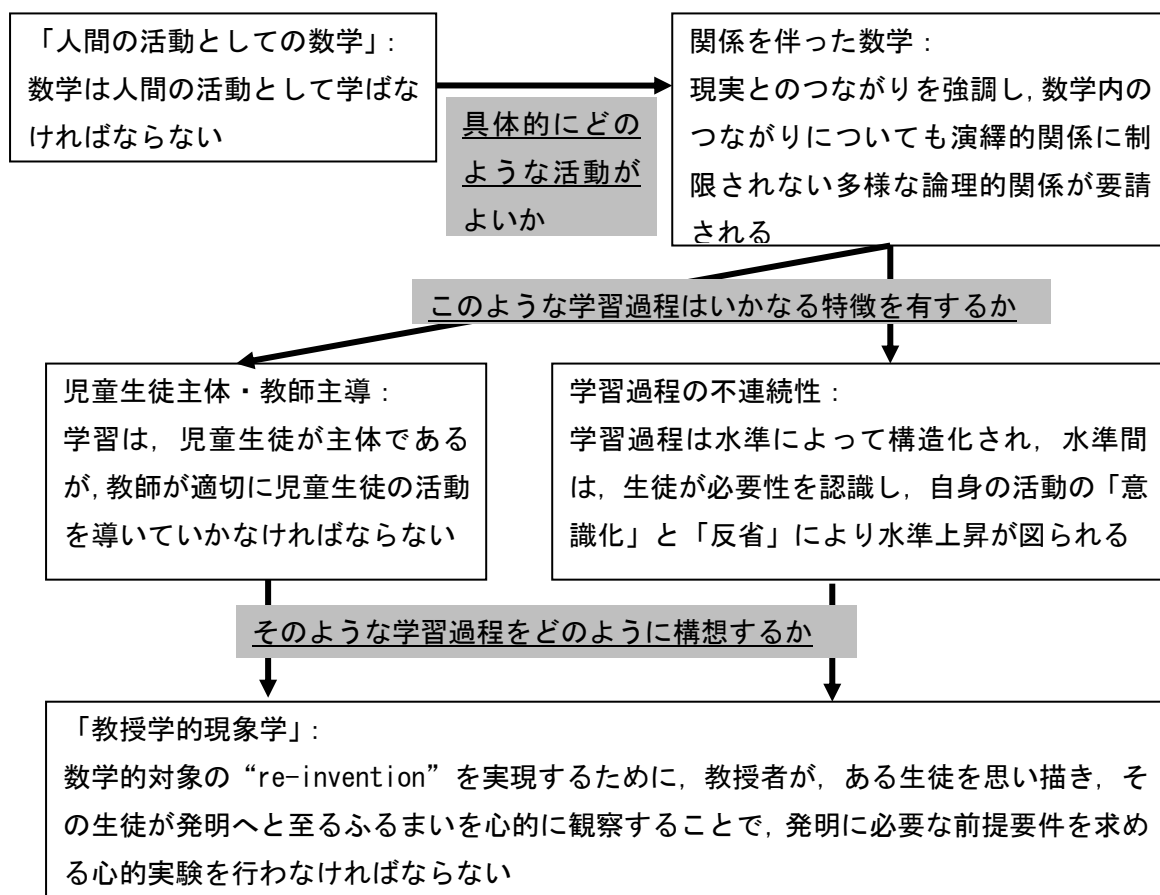 「人間の活動としての数学」:
数学は人間の活動として学ばな
ければならない
具体的にどの
ような活動が
よいか
関係を伴った数学:
現実とのつながりを強調し,数学内の
つながりについても演繹的関係に制
限されない多様な論理的関係が要請
される
このような学習過程はいかなる特徴を有するか
児童生徒主体・教師主導:
学習は,児童生徒が主体である
が,教師が適切に児童生徒の活動
を導いていかなければならない
学習過程の不連続性:
学習過程は水準によって構造化され,水準間
は,生徒が必要性を認識し,自身の活動の「意
識化」と「反省」により水準上昇が図られる
そのような学習過程をどのように構想するか
「教授学的現象学」:
数学的対象の“re-invention”を実現するために,教授者が,ある生徒を思い描き,そ
の生徒が発明へと至るふるまいを心的に観察することで,発明に必要な前提要件を求め
る心的実験を行わなければならない